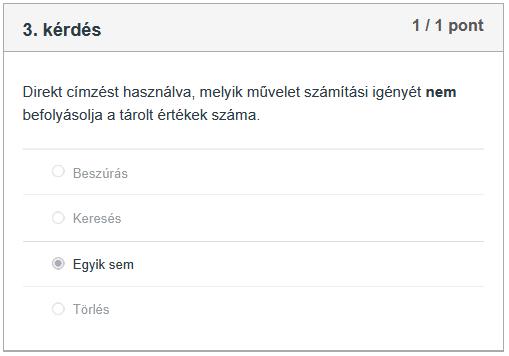 3. kérdés
1 / 1 pont
Direkt címzést használva, melyik művelet számítási igényét nem
befolyásolja a tárolt értékek száma.
Beszúrás
Keresés
Egyik sem
Törlés